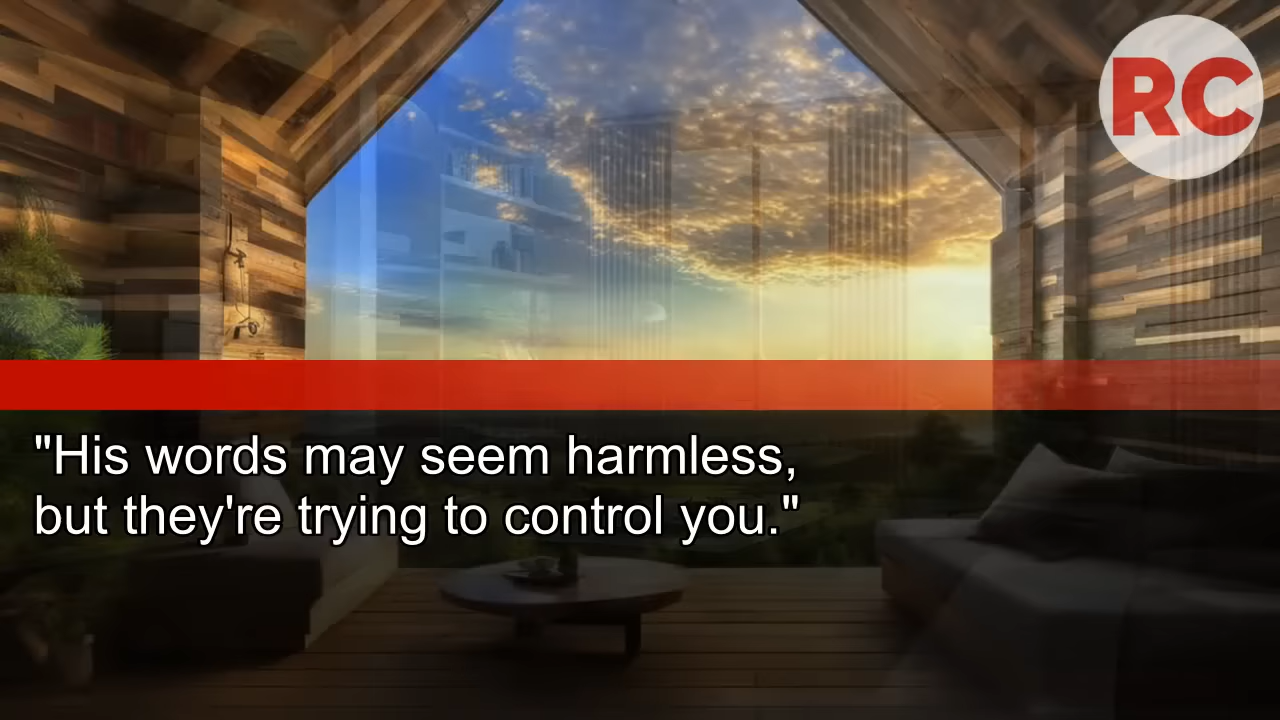 RC
"His words may seem harmless,
but they're trying to control you."